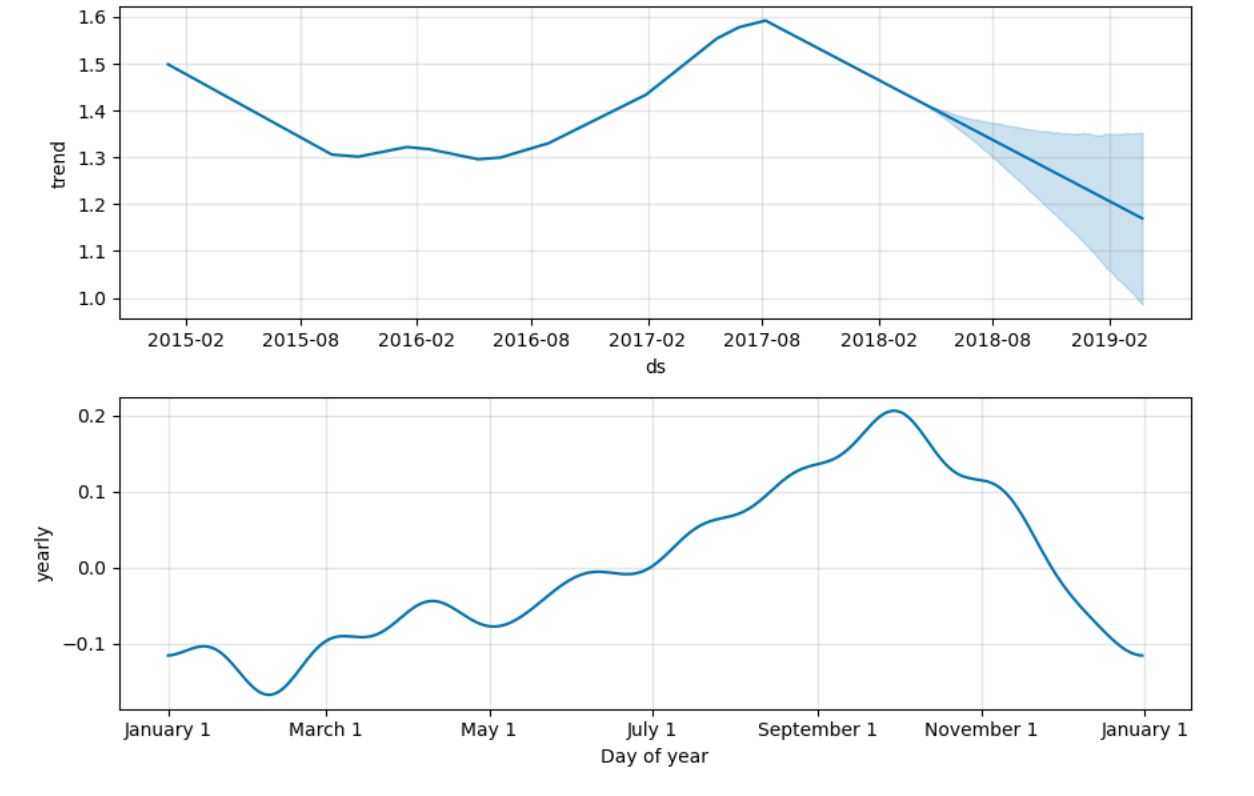 1.6
1.5
1.4
1.3
1.2
1.1
1.0
trend
2015-02 2015-08 2016-02 2016-08 2017-02 2017-08 2018-02 2018-08 2019-02
ds
0.2
0.1
0.0
−0.1
yearly
January 1 March 1 May 1 July 1 September 1 November 1 January 1
Day of year